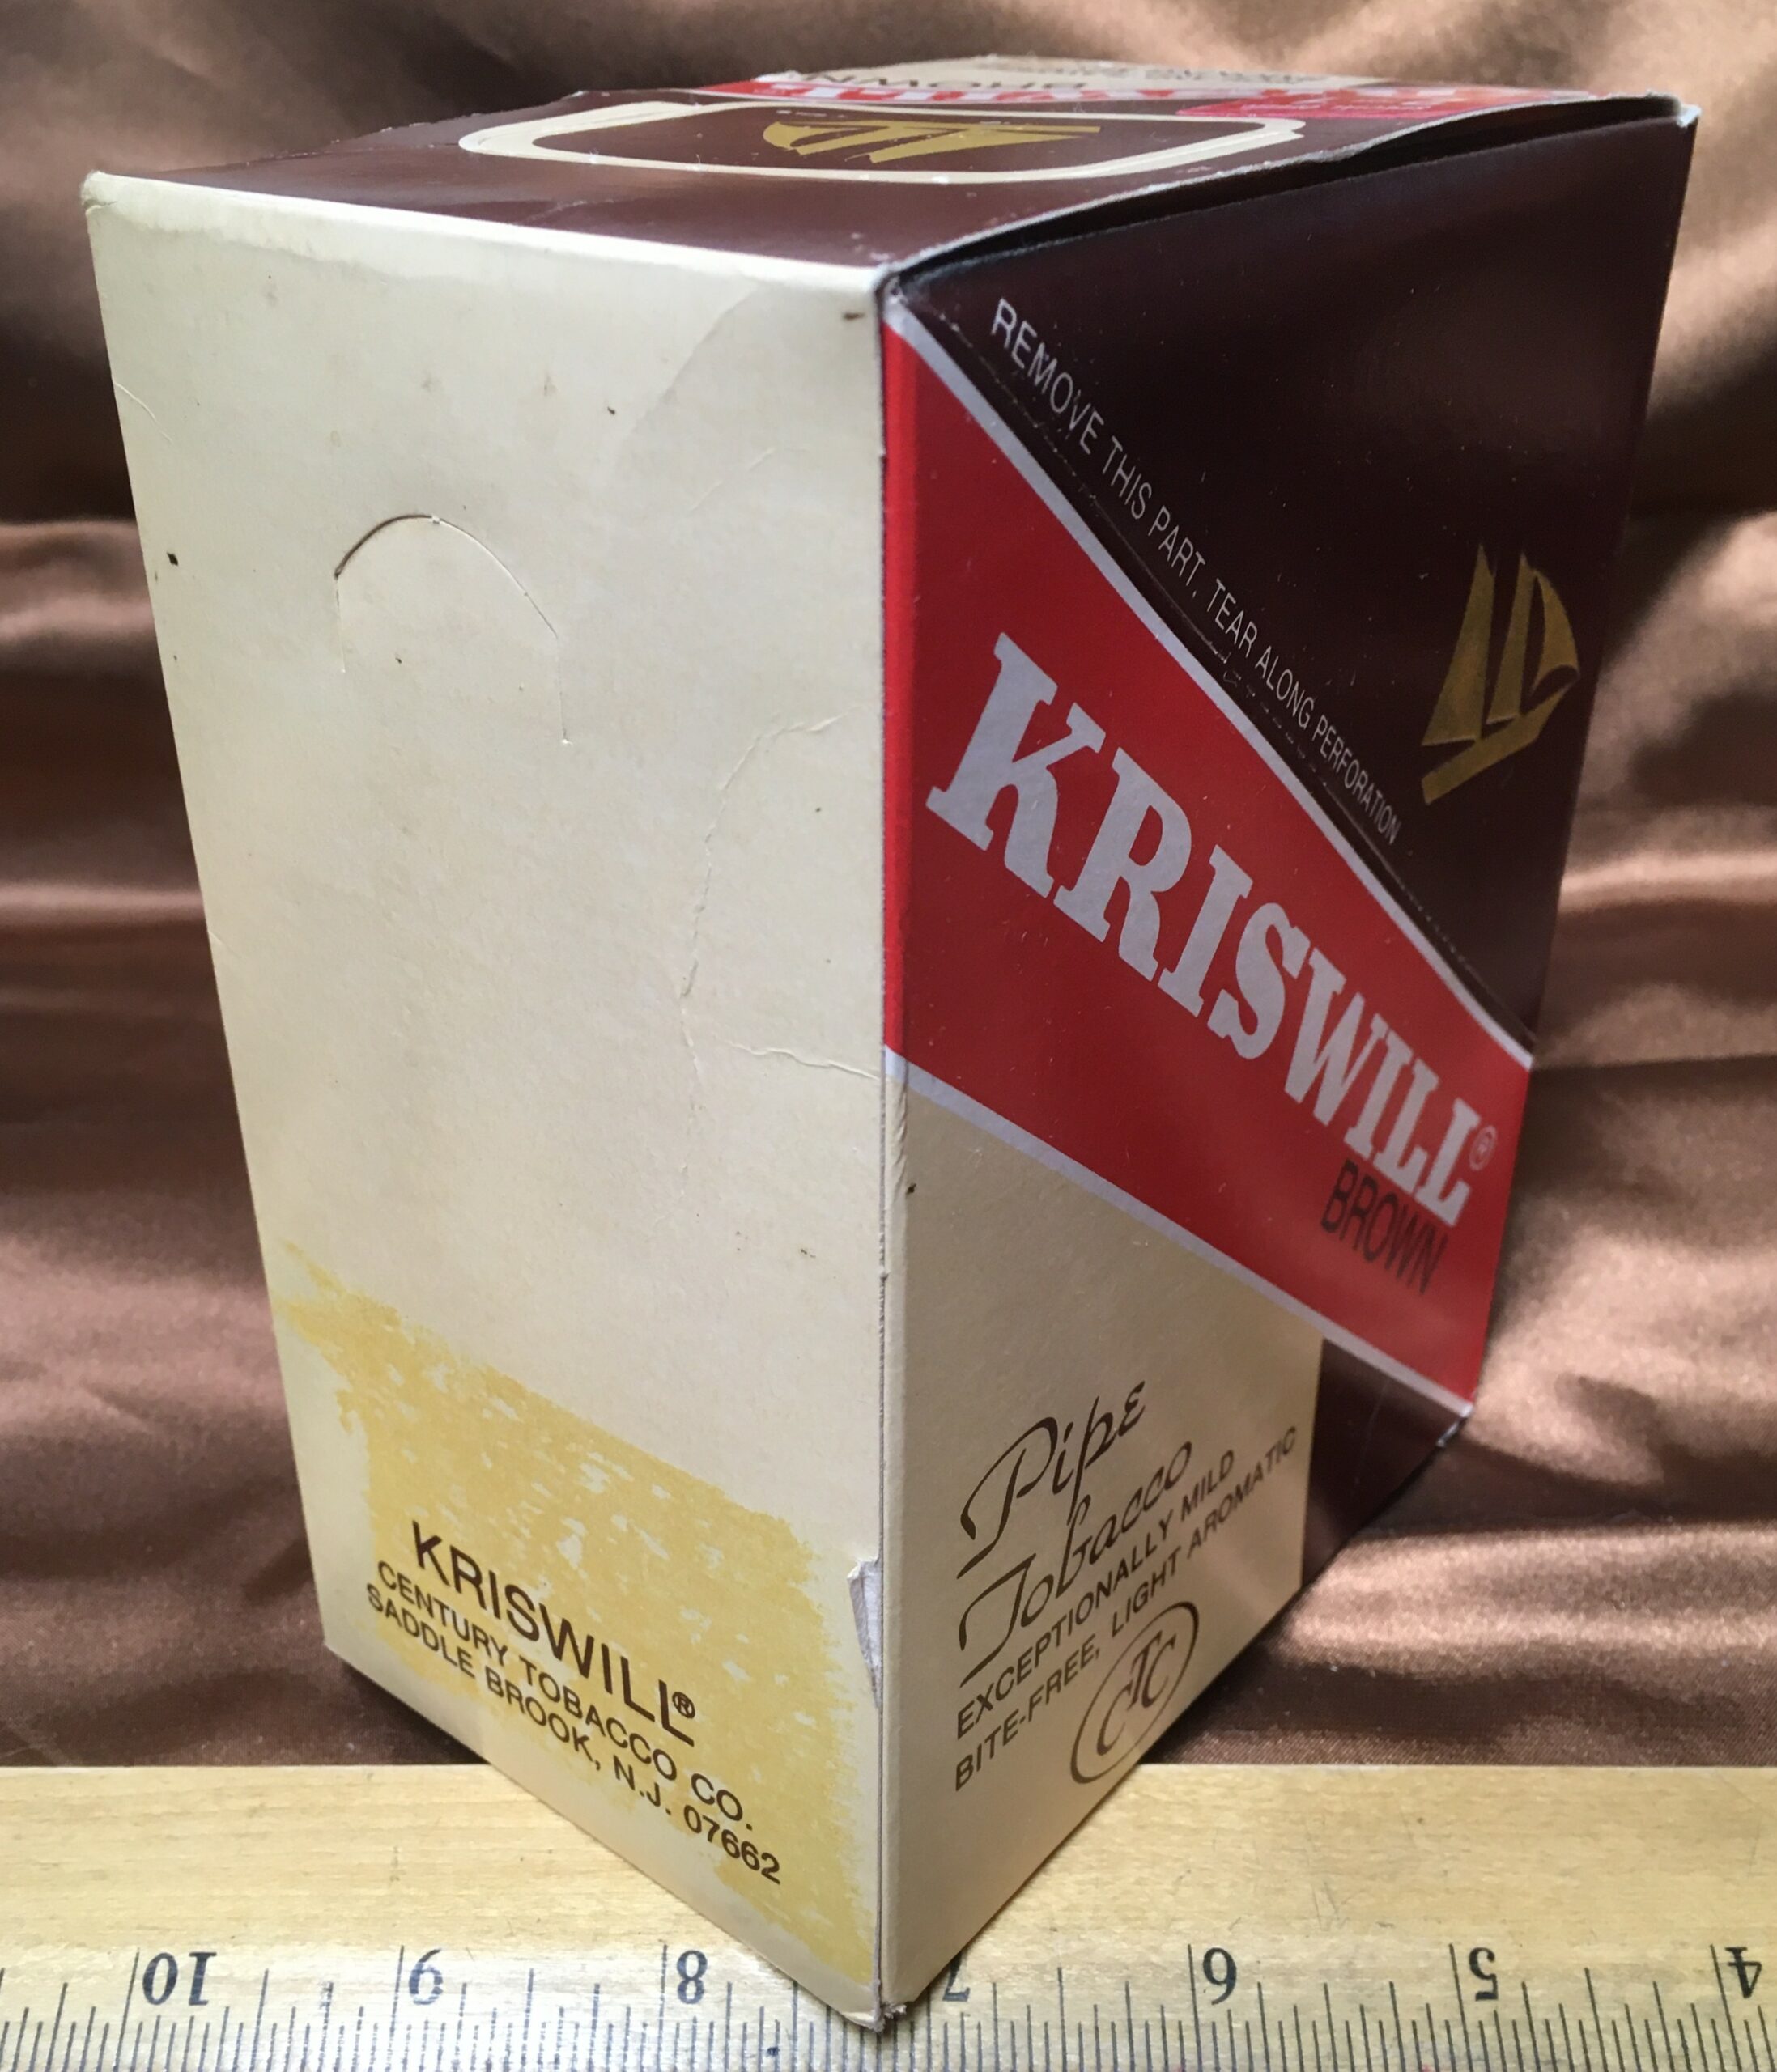 BROWN
REMOVE THIS PART, TEAR ALONG PERFORATION
KRISWILL®
BROWN
Pipe
Tobacco
EXCEPTIONALLY MILD
BITE-FREE, LIGHT AROMATIC
CTC
KRISWILL®
CENTURY TOBACCO CO.
SADDLE BROOK, N.J. 07662
10 9 8 7 6 5 4